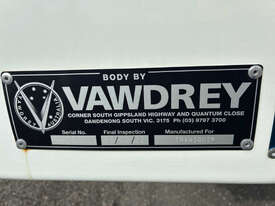 BODY BY
VAWDREY
CORNER SOUTH GIPPSLAND HIGHWAY AND QUANTUM CLOSE
DANDENONG SOUTH VIC. 3175 Ph (03) 9797 3700
Serial No. Final Inspection Manufactured For
/ /